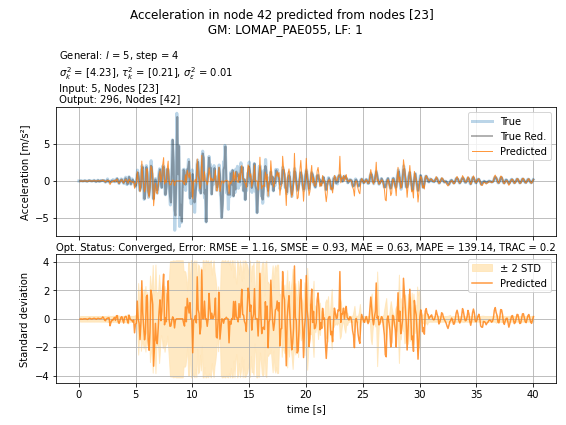 Acceleration in node 42 predicted from nodes [23]
GM: LOMAP_PAE055, LF: 1
General: l = 5, step = 4
σ²ₖ = [4.23], τ²ₖ = [0.21], σ²ε = 0.01
Input: 5, Nodes [23]
Output: 296, Nodes [42]
Acceleration [m/s²]
5
0
−5
True
True Red.
Predicted
Opt. Status: Converged, Error: RMSE = 1.16, SMSE = 0.93, MAE = 0.63, MAPE = 139.14, TRAC = 0.2
Standard deviation
4
2
0
−2
−4
± 2 STD
Predicted
0 5 10 15 20 25 30 35 40
time [s]